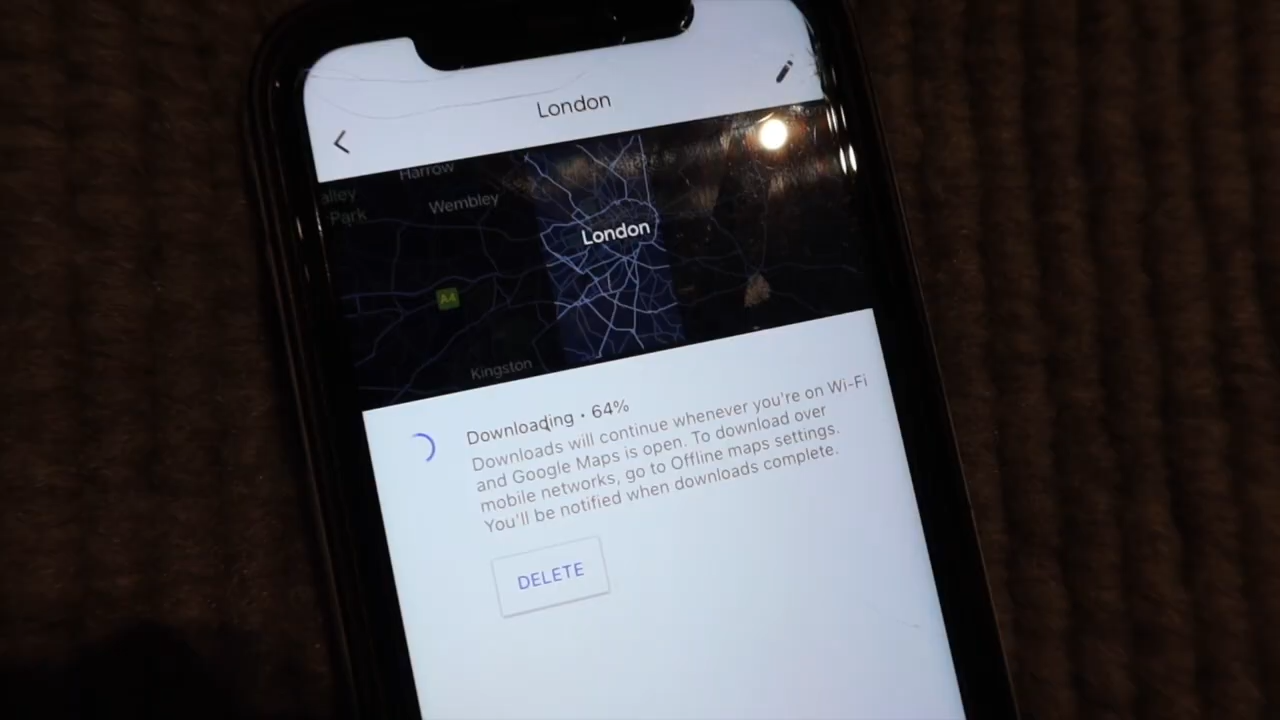 London
Harrow
alley
Park
Wembley
London
A4
Kingston
Downloading • 64%
Downloads will continue whenever you're on Wi-Fi
and Google Maps is open. To download over
mobile networks, go to Offline maps settings.
You'll be notified when downloads complete.
DELETE